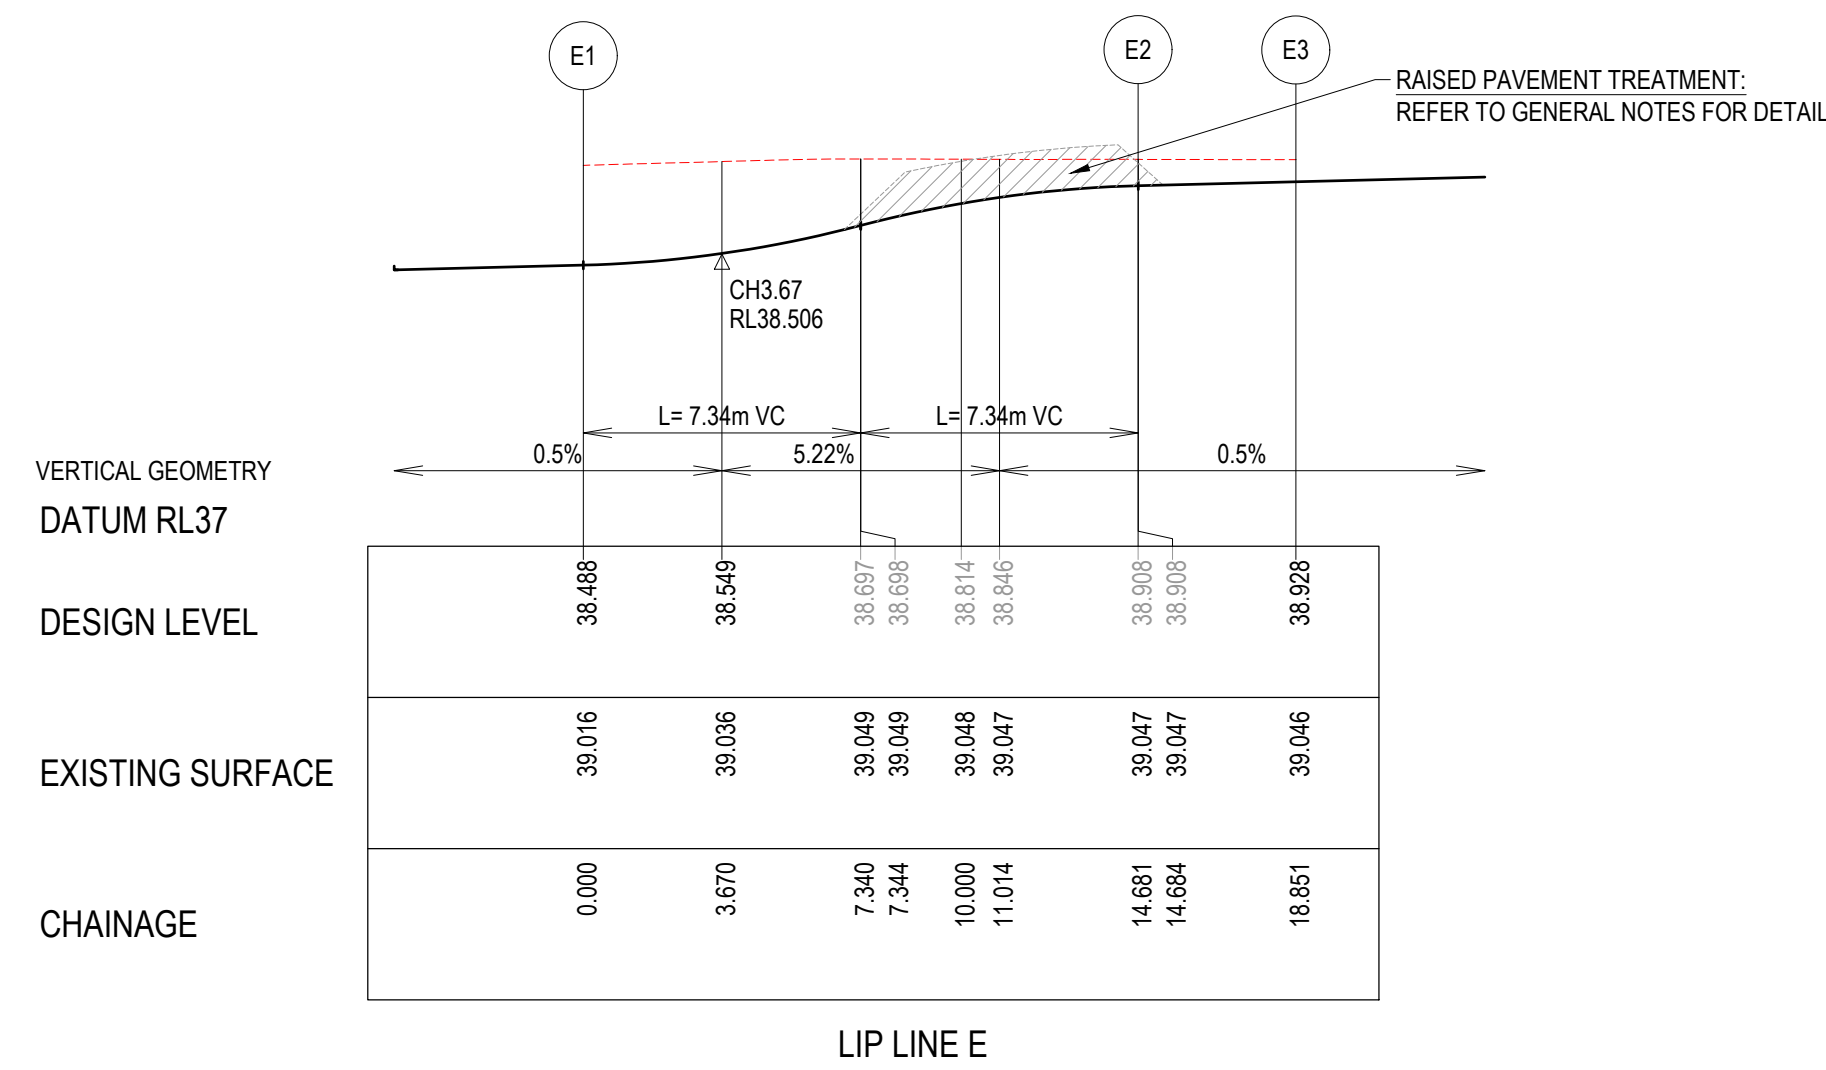 E1
E2
E3
RAISED PAVEMENT TREATMENT:
REFER TO GENERAL NOTES FOR DETAIL
CH3.67
RL38.506
L= 7.34m VC
L= 7.34m VC
0.5%
5.22%
0.5%
VERTICAL GEOMETRY
DATUM RL37
DESIGN LEVEL
38.488
38.549
38.697
38.698
38.814
38.846
38.908
38.908
38.928
EXISTING SURFACE
39.016
39.036
39.049
39.049
39.048
39.047
39.047
39.047
39.046
CHAINAGE
0.000
3.670
7.340
7.344
10.000
11.014
14.681
14.684
18.851
LIP LINE E